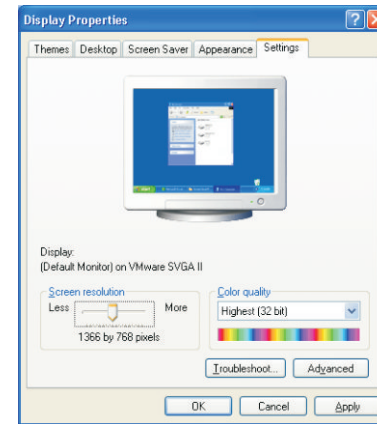 Display Properties
Themes Desktop Screen Saver Appearance Settings
Display:
(Default Monitor) on VMware SVGA II
Screen resolution
Less More
1366 by 768 pixels
Color quality
Highest (32 bit)
Troubleshoot... Advanced
OK Cancel Apply